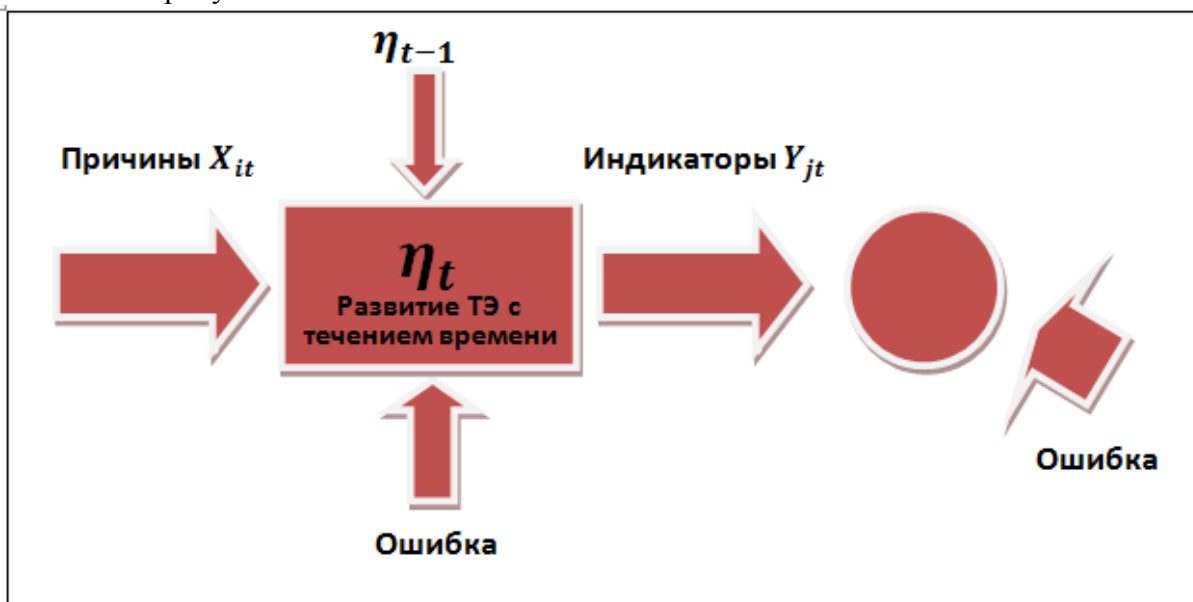 η_{t−1}
Причины X_{it}
Индикаторы Y_{jt}
η_t
Развитие ТЭ с
течением времени
Ошибка
Ошибка